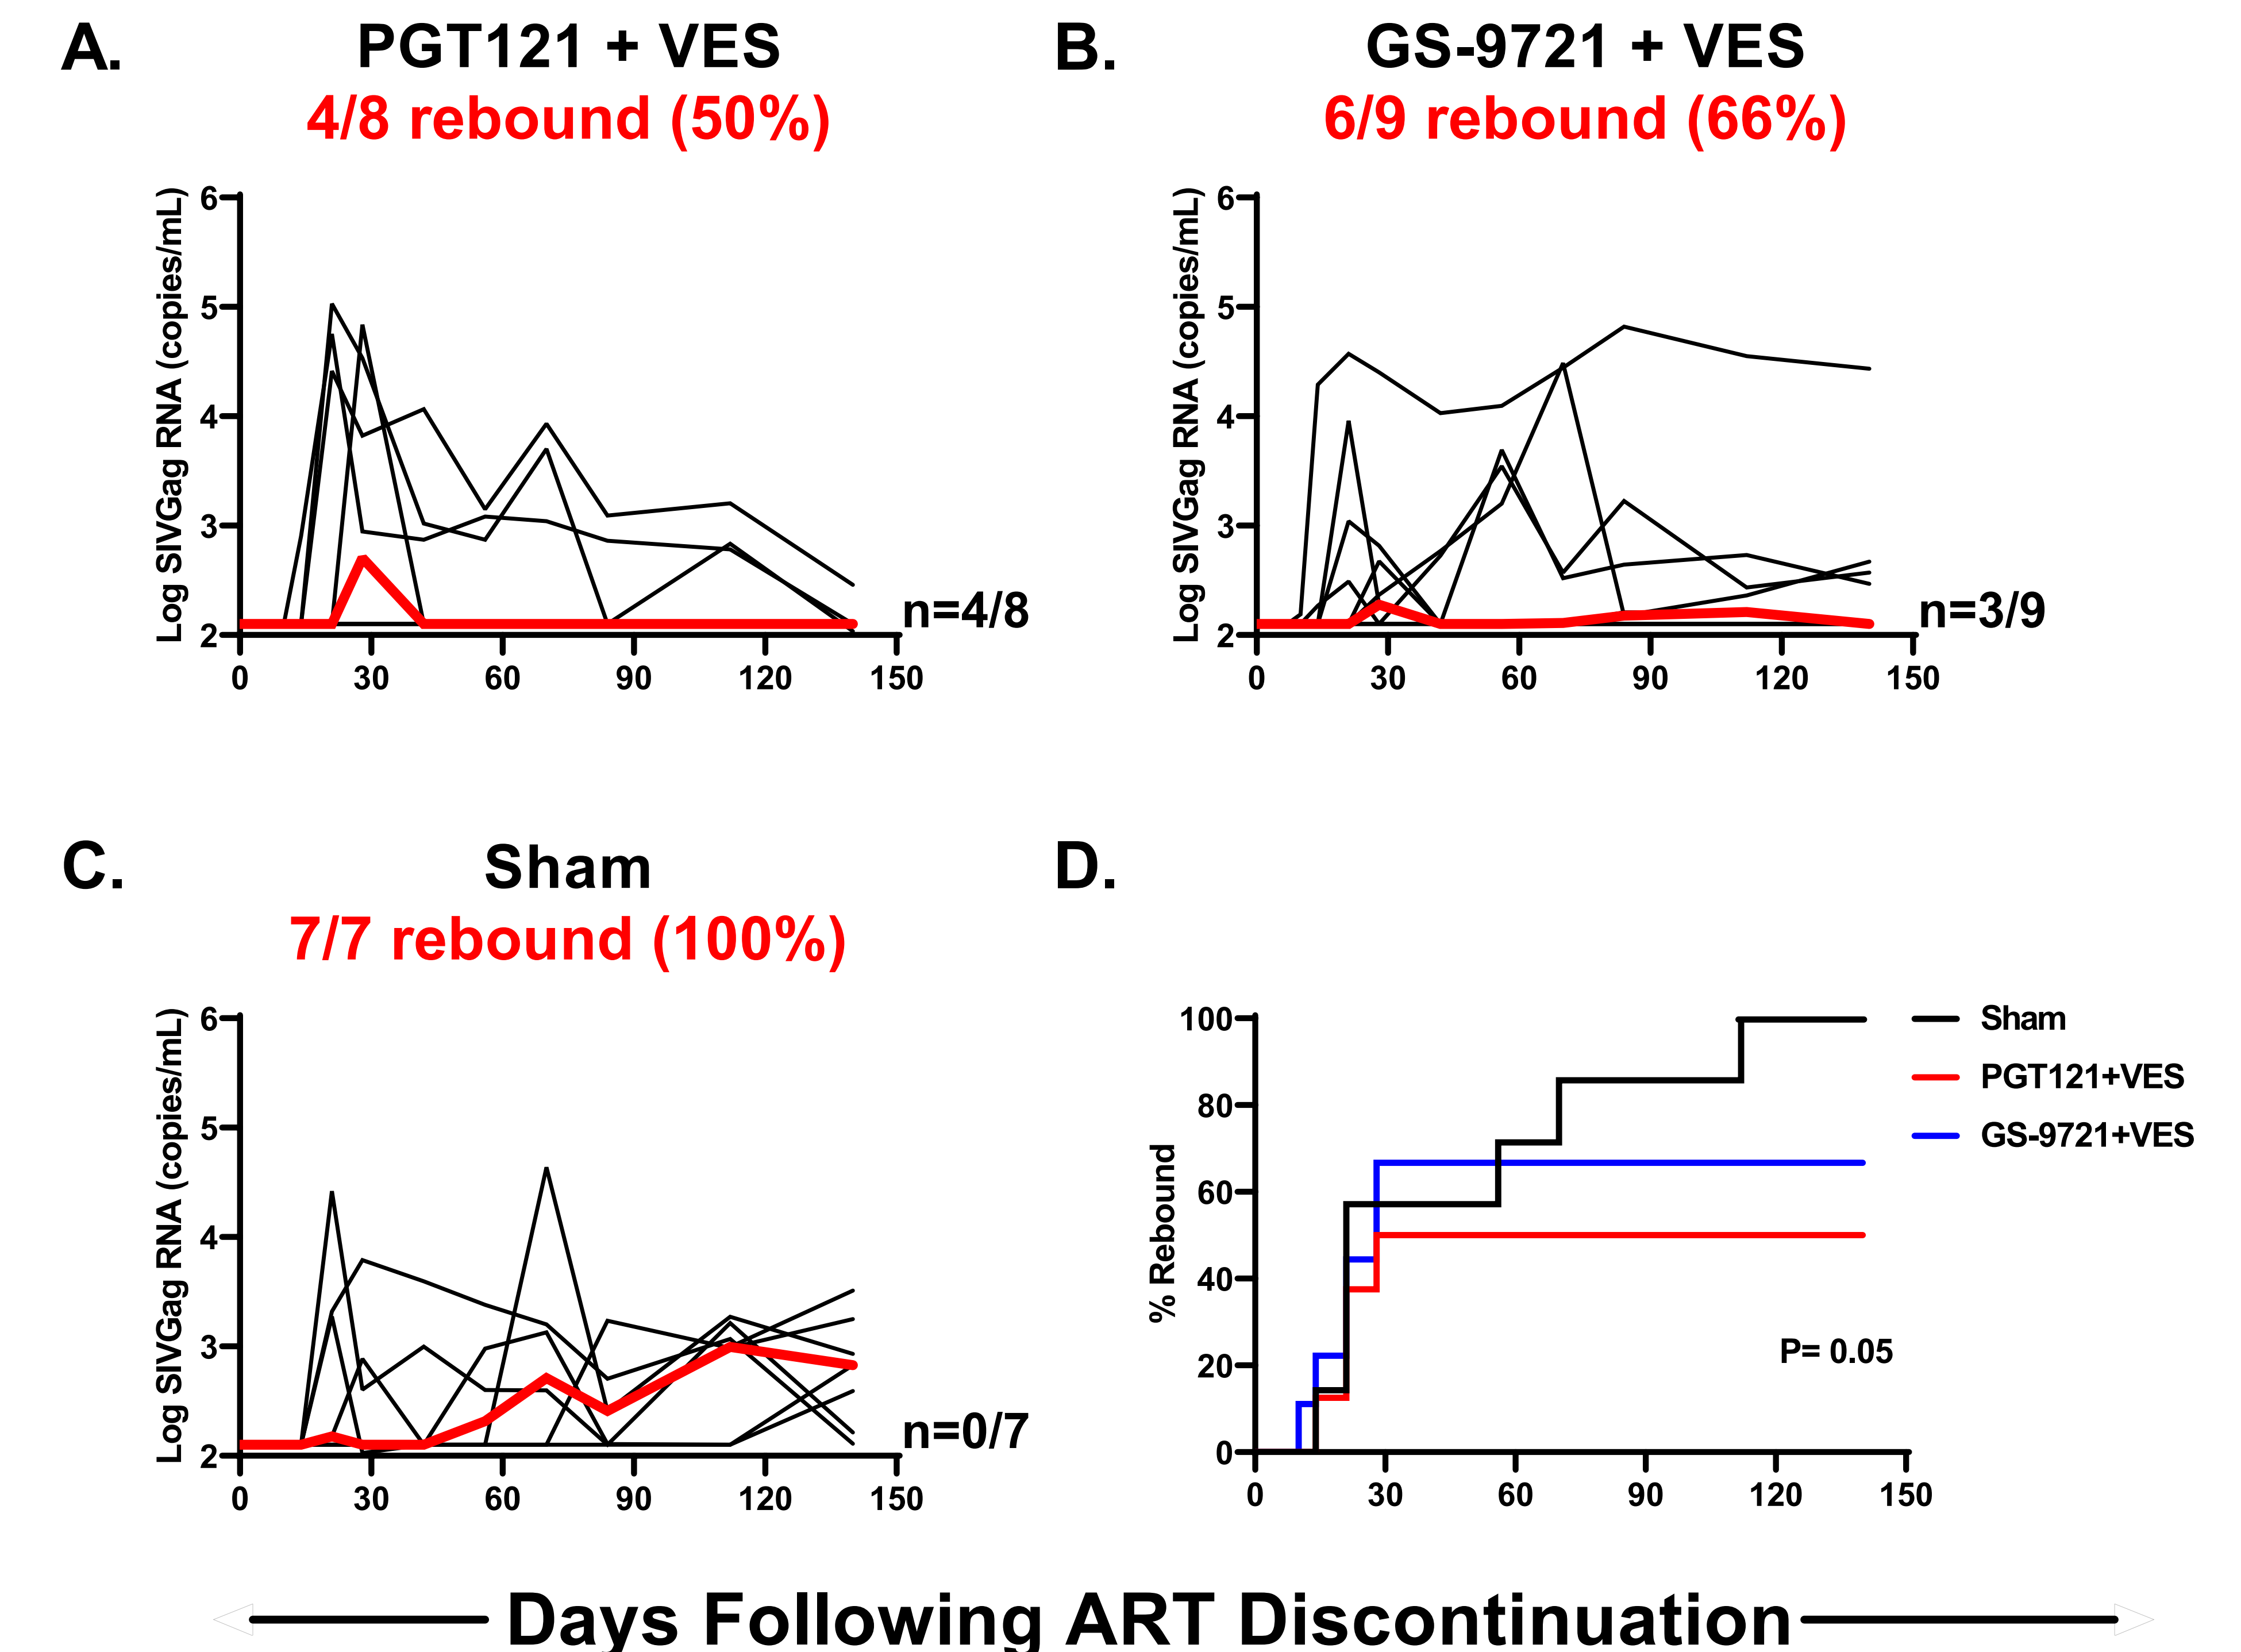 A.
PGT121 + VES
4/8 rebound (50%)
Log SIVGag RNA (copies/mL)
6
5
4
3
2
0 30 60 90 120 150
n=4/8
B.
GS-9721 + VES
6/9 rebound (66%)
Log SIVGag RNA (copies/mL)
6
5
4
3
2
0 30 60 90 120 150
n=3/9
C.
Sham
7/7 rebound (100%)
Log SIVGag RNA (copies/mL)
6
5
4
3
2
0 30 60 90 120 150
n=0/7
D.
% Rebound
100
80
60
40
20
0
0 30 60 90 120 150
Sham
PGT121+VES
GS-9721+VES
P= 0.05
Days Following ART Discontinuation